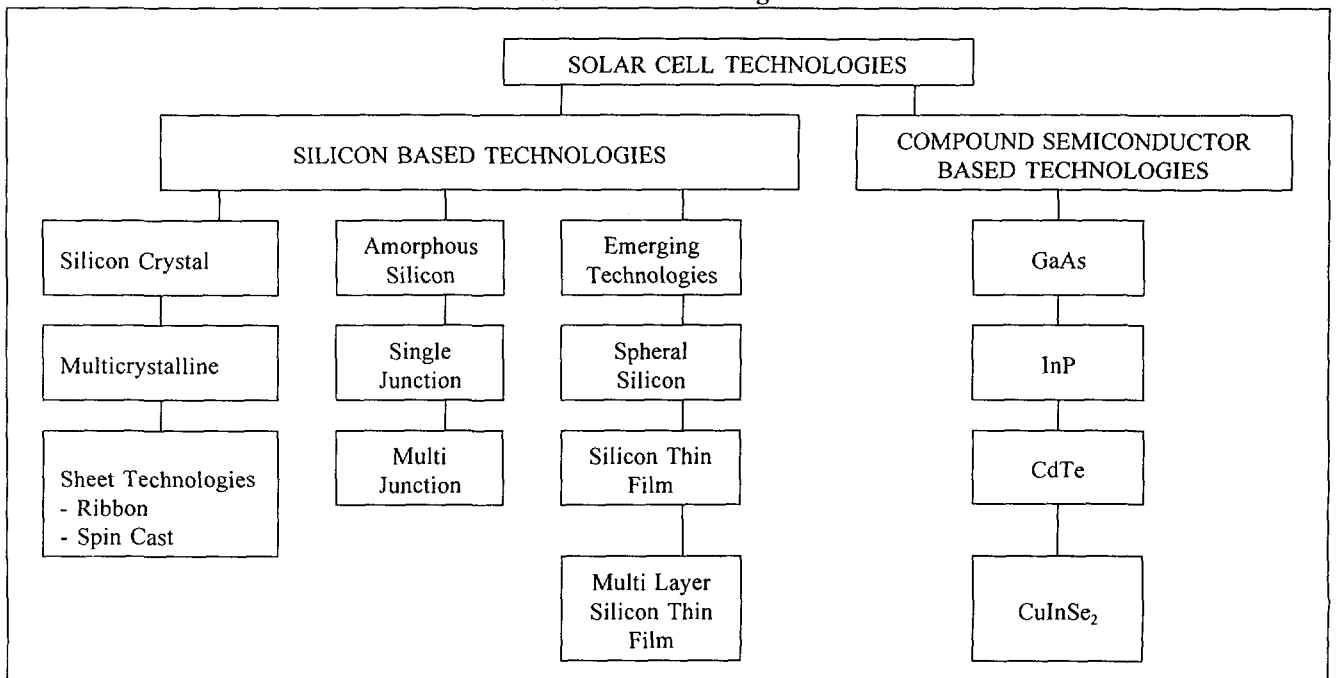 SOLAR CELL TECHNOLOGIES
SILICON BASED TECHNOLOGIES
COMPOUND SEMICONDUCTOR
BASED TECHNOLOGIES
Silicon Crystal
Multicrystalline
Sheet Technologies
- Ribbon
- Spin Cast
Amorphous
Silicon
Single
Junction
Multi
Junction
Emerging
Technologies
Spheral
Silicon
Silicon Thin
Film
Multi Layer
Silicon Thin
Film
GaAs
InP
CdTe
CuInSe₂